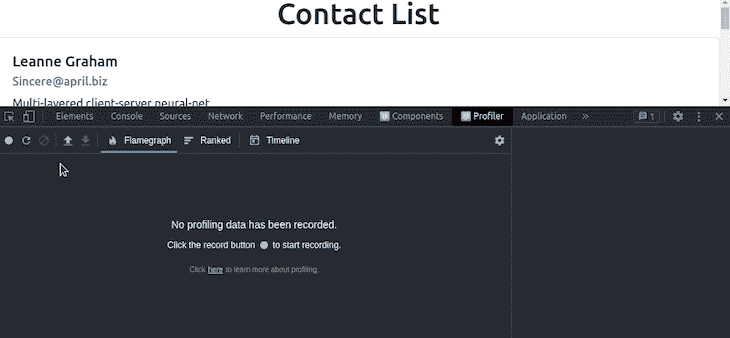 Contact List
Leanne Graham
Sincere@april.biz
Multi-layered client-server neural-net
Elements Console Sources Network Performance Memory Components Profiler Application » 1
Flamegraph Ranked Timeline
No profiling data has been recorded.
Click the record button to start recording.
Click here to learn more about profiling.